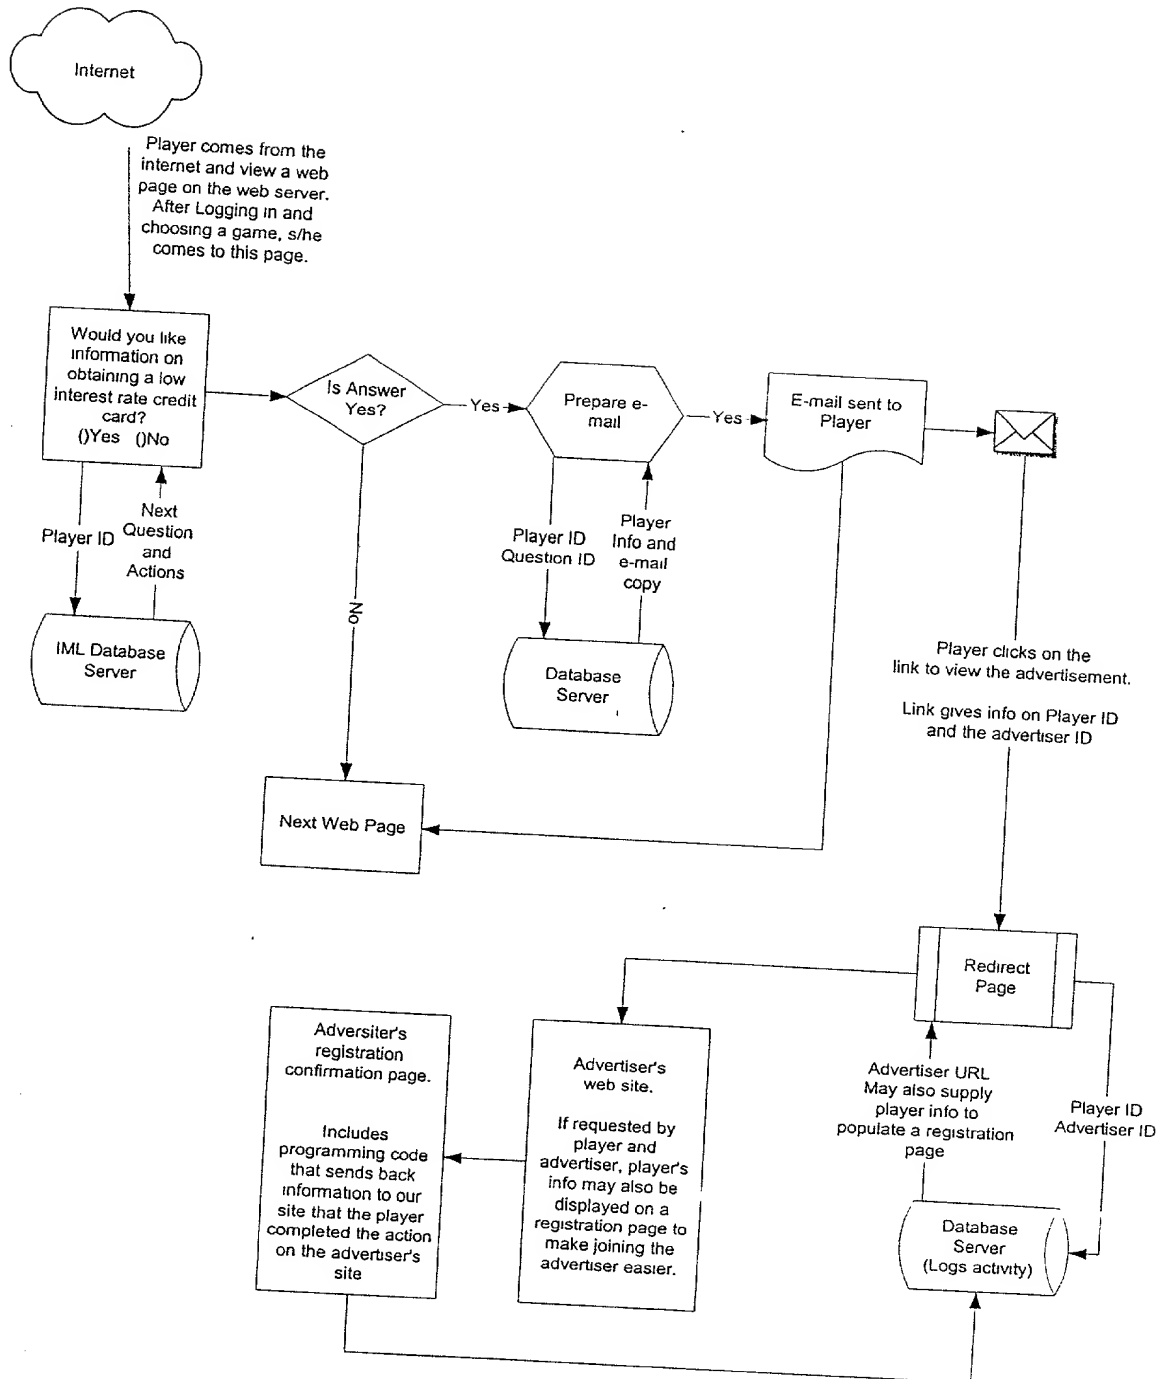 Internet
Player comes from the
internet and view a web
page on the web server.
After Logging in and
choosing a game, s/he
comes to this page.
Would you like
information on
obtaining a low
interest rate credit
card?
()Yes ()No
Is Answer
Yes?
Yes
Prepare e-
mail
Yes
E-mail sent to
Player
Player ID
Next
Question
and
Actions
IML Database
Server
No
Player ID
Question ID
Player
Info and
e-mail
copy
Database
Server
Player clicks on the
link to view the advertisement.
Link gives info on Player ID
and the advertiser ID
Next Web Page
Redirect
Page
Adversiter's
registration
confirmation page.
Includes
programming code
that sends back
information to our
site that the player
completed the action
on the advertiser's
site
Advertiser's
web site.
If requested by
player and
advertiser, player's
info may also be
displayed on a
registration page to
make joining the
advertiser easier.
Advertiser URL
May also supply
player info to
populate a registration
page
Player ID
Advertiser ID
Database
Server
(Logs activity)